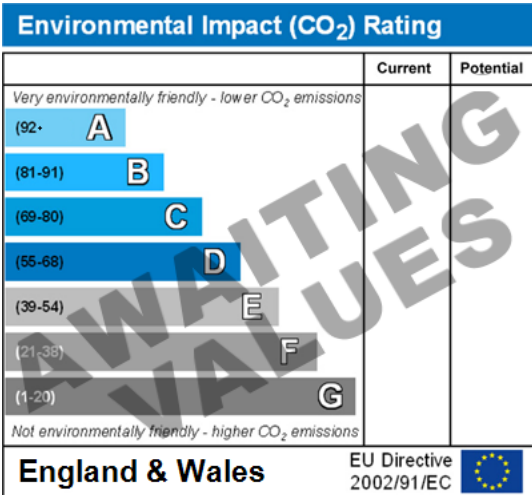 Environmental Impact (CO₂) Rating
Current Potential
Very environmentally friendly - lower CO₂ emissions
(92+ A
(81-91) B
(69-80) C
(55-68) D
(39-54) E
(21-38) F
(1-20) G
Not environmentally friendly - higher CO₂ emissions
AWAITING
VALUES
England & Wales
EU Directive
2002/91/EC